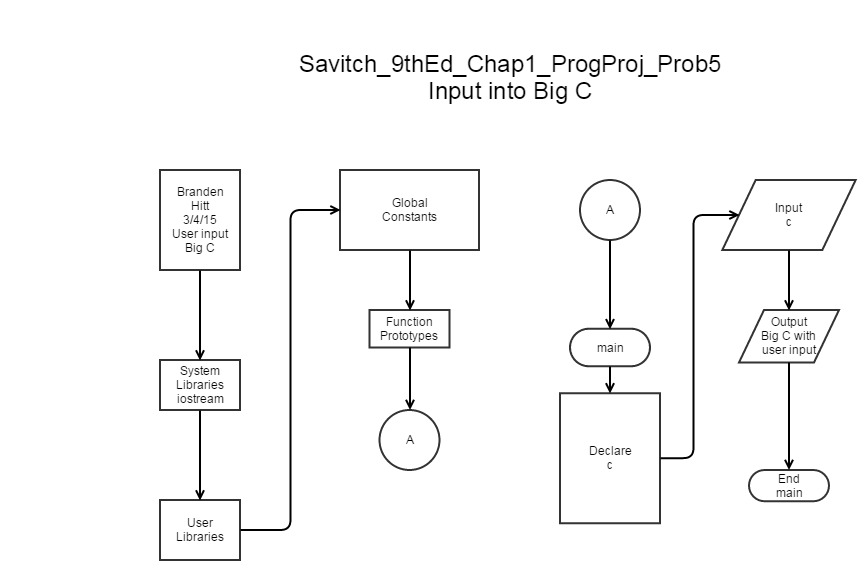 Savitch_9thEd_Chap1_ProgProj_Prob5
Input into Big C
Branden
Hitt
3/4/15
User input
Big C
System
Libraries
iostream
User
Libraries
Global
Constants
Function
Prototypes
A
A
main
Declare
c
Input
c
Output
Big C with
user input
End
main